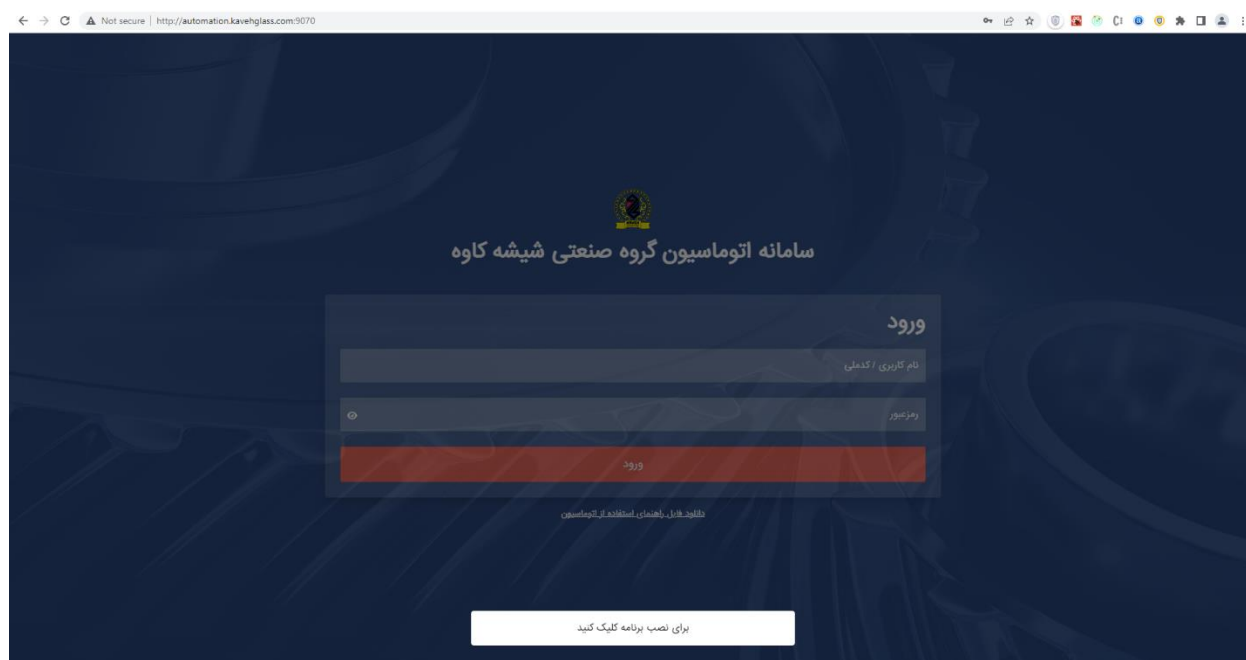 Not secure | http://automation.kavehglass.com:9070
سامانه اتوماسیون گروه صنعتی شیشه کاوه
ورود
نام کاربری / کدملی
رمزعبور
ورود
دانلود فایل راهنمای استفاده از اتوماسیون
برای نصب برنامه کلیک کنید